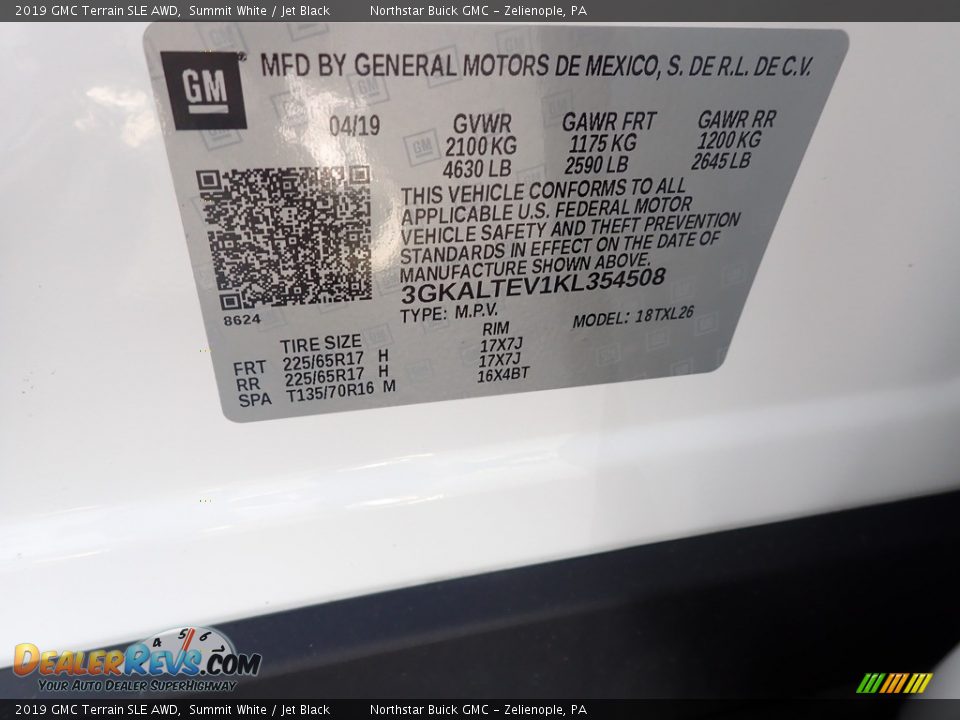 2019 GMC Terrain SLE AWD, Summit White / Jet Black Northstar Buick GMC – Zelienople, PA
GM
MFD BY GENERAL MOTORS DE MEXICO, S. DE R.L. DE C.V.
04/19 GVWR GAWR FRT GAWR RR
2100 KG 1175 KG 1200 KG
4630 LB 2590 LB 2645 LB
THIS VEHICLE CONFORMS TO ALL
APPLICABLE U.S. FEDERAL MOTOR
VEHICLE SAFETY AND THEFT PREVENTION
STANDARDS IN EFFECT ON THE DATE OF
MANUFACTURE SHOWN ABOVE.
3GKALTEV1KL354508
8624
TYPE: M.P.V. MODEL: 18TXL26
TIRE SIZE RIM
FRT 225/65R17 H 17X7J
RR 225/65R17 H 17X7J
SPA T135/70R16 M 16X4BT
4 5 6
DEALERREVS.COM
YOUR AUTO DEALER SUPERHIGHWAY
2019 GMC Terrain SLE AWD, Summit White / Jet Black Northstar Buick GMC – Zelienople, PA